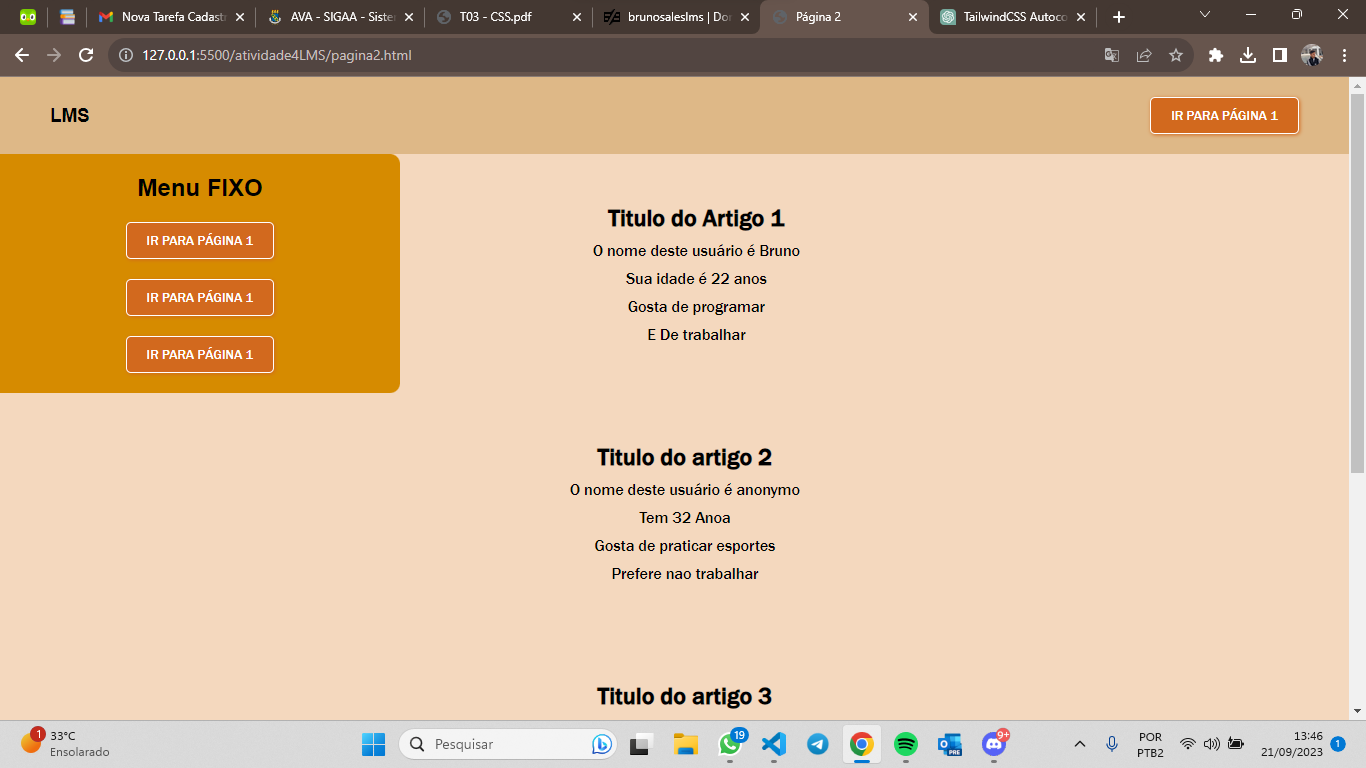 Nova Tarefa Cadastr
AVA - SIGAA - Sister
T03 - CSS.pdf
brunosaleslms | Dor
Página 2
TailwindCSS Autoco
127.0.0.1:5500/atividade4LMS/pagina2.html
LMS
IR PARA PÁGINA 1
Menu FIXO
IR PARA PÁGINA 1
IR PARA PÁGINA 1
IR PARA PÁGINA 1
Titulo do Artigo 1
O nome deste usuário é Bruno
Sua idade é 22 anos
Gosta de programar
E De trabalhar
Titulo do artigo 2
O nome deste usuário é anonymo
Tem 32 Anoa
Gosta de praticar esportes
Prefere nao trabalhar
Titulo do artigo 3
1
33°C
Ensolarado
Pesquisar
19
PRE
9+
POR
PTB2
13:46
21/09/2023
1